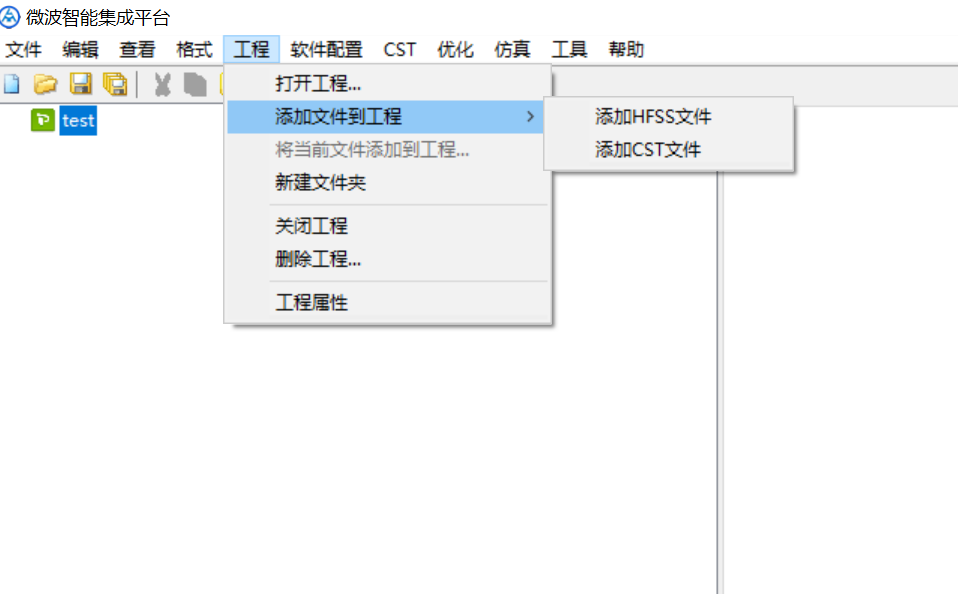 微波智能集成平台
文件 编辑 查看 格式 工程 软件配置 CST 优化 仿真 工具 帮助
打开工程...
test
添加文件到工程
添加HFSS文件
将当前文件添加到工程...
添加CST文件
新建文件夹
关闭工程
删除工程...
工程属性